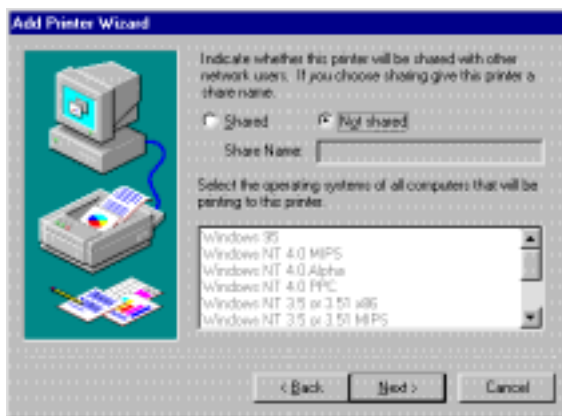 Add Printer Wizard
Indicate whether this printer will be shared with other
network users. If you choose sharing give this printer a
share name.
Shared
Not shared
Share Name:
Select the operating systems of all computers that will be
printing to this printer.
Windows 95
Windows NT 4.0 MIPS
Windows NT 4.0 Alpha
Windows NT 4.0 PPC
Windows NT 3.5 or 3.51 x86
Windows NT 3.5 or 3.51 MIPS
< Back
Next >
Cancel